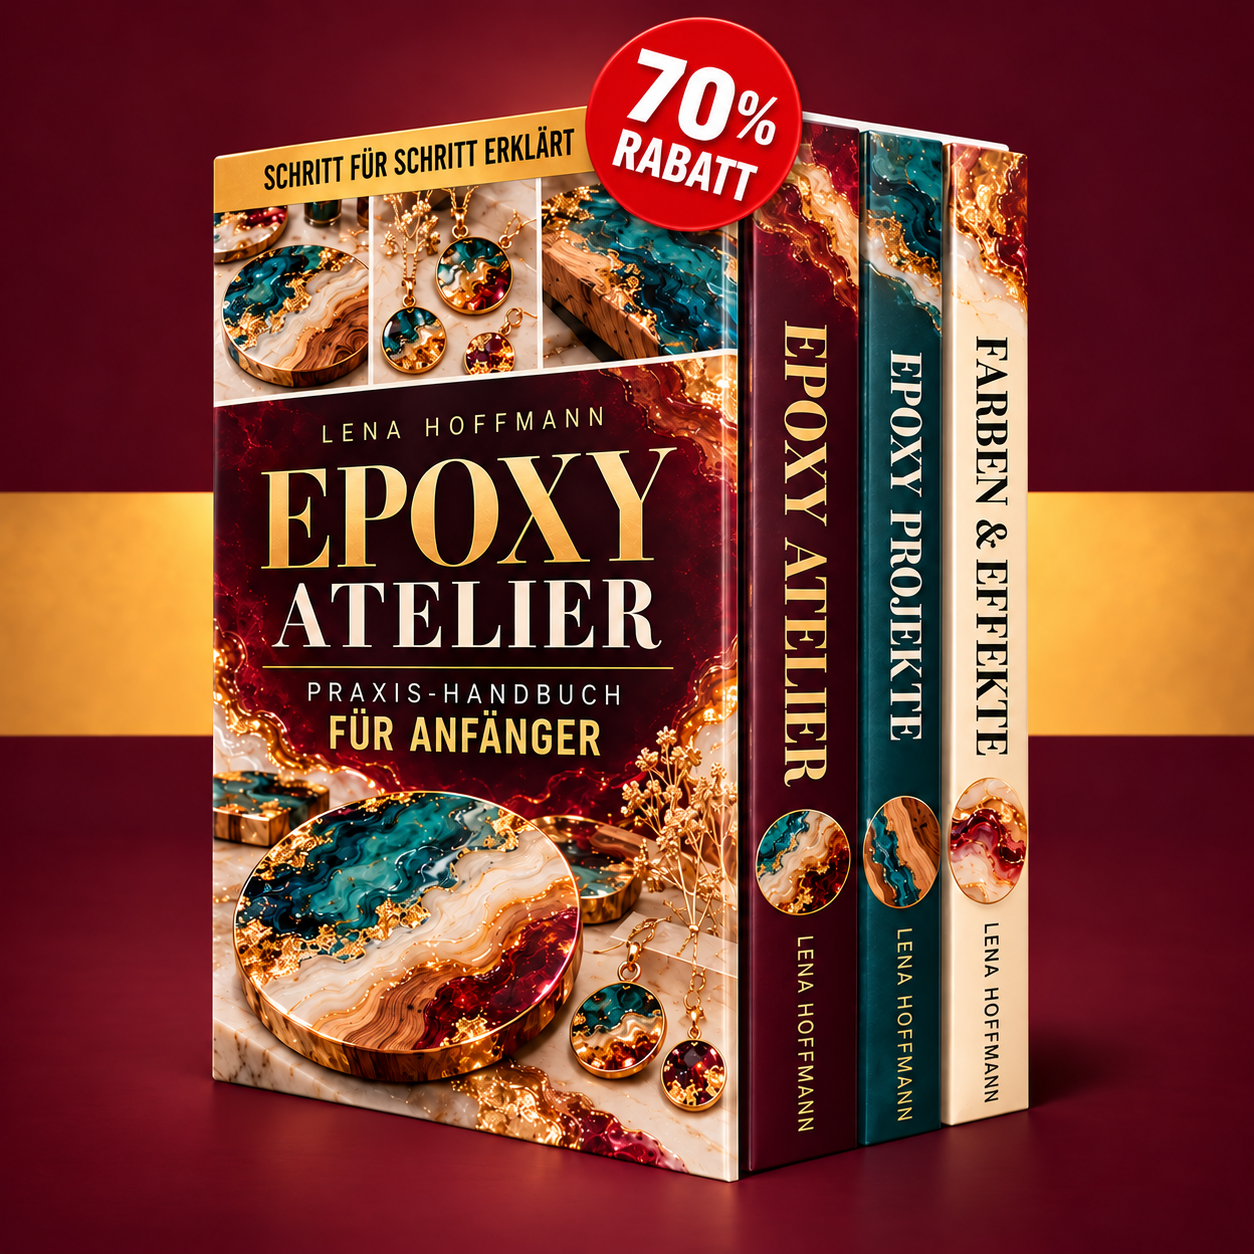 70%
RABATT
SCHRITT FÜR SCHRITT ERKLÄRT
LENA HOFFMANN
EPOXY
ATELIER
PRAXIS-HANDBUCH
FÜR ANFÄNGER
EPOXY ATELIER
LENA HOFFMANN
EPOXY PROJEKTE
LENA HOFFMANN
FARBEN & EFFEKTE
LENA HOFFMANN